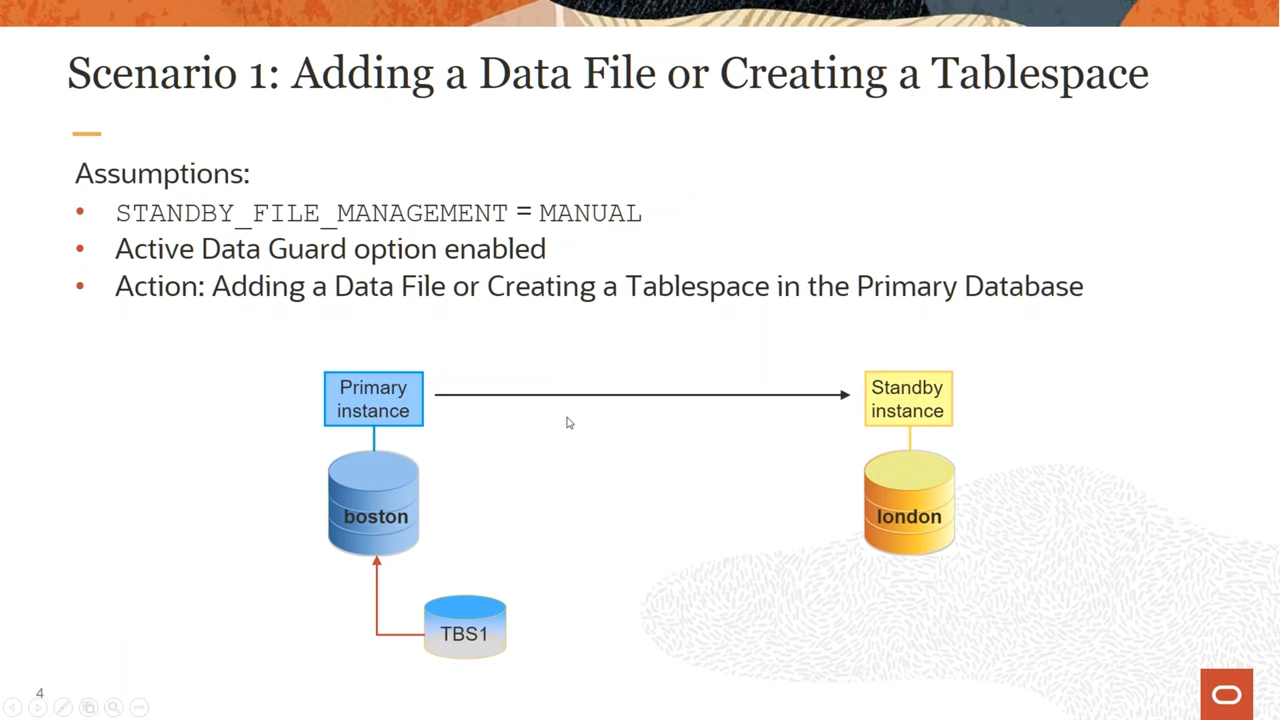 Scenario 1: Adding a Data File or Creating a Tablespace
Assumptions:
• STANDBY_FILE_MANAGEMENT = MANUAL
• Active Data Guard option enabled
• Action: Adding a Data File or Creating a Tablespace in the Primary Database
Primary
instance
Standby
instance
boston
london
TBS1
4